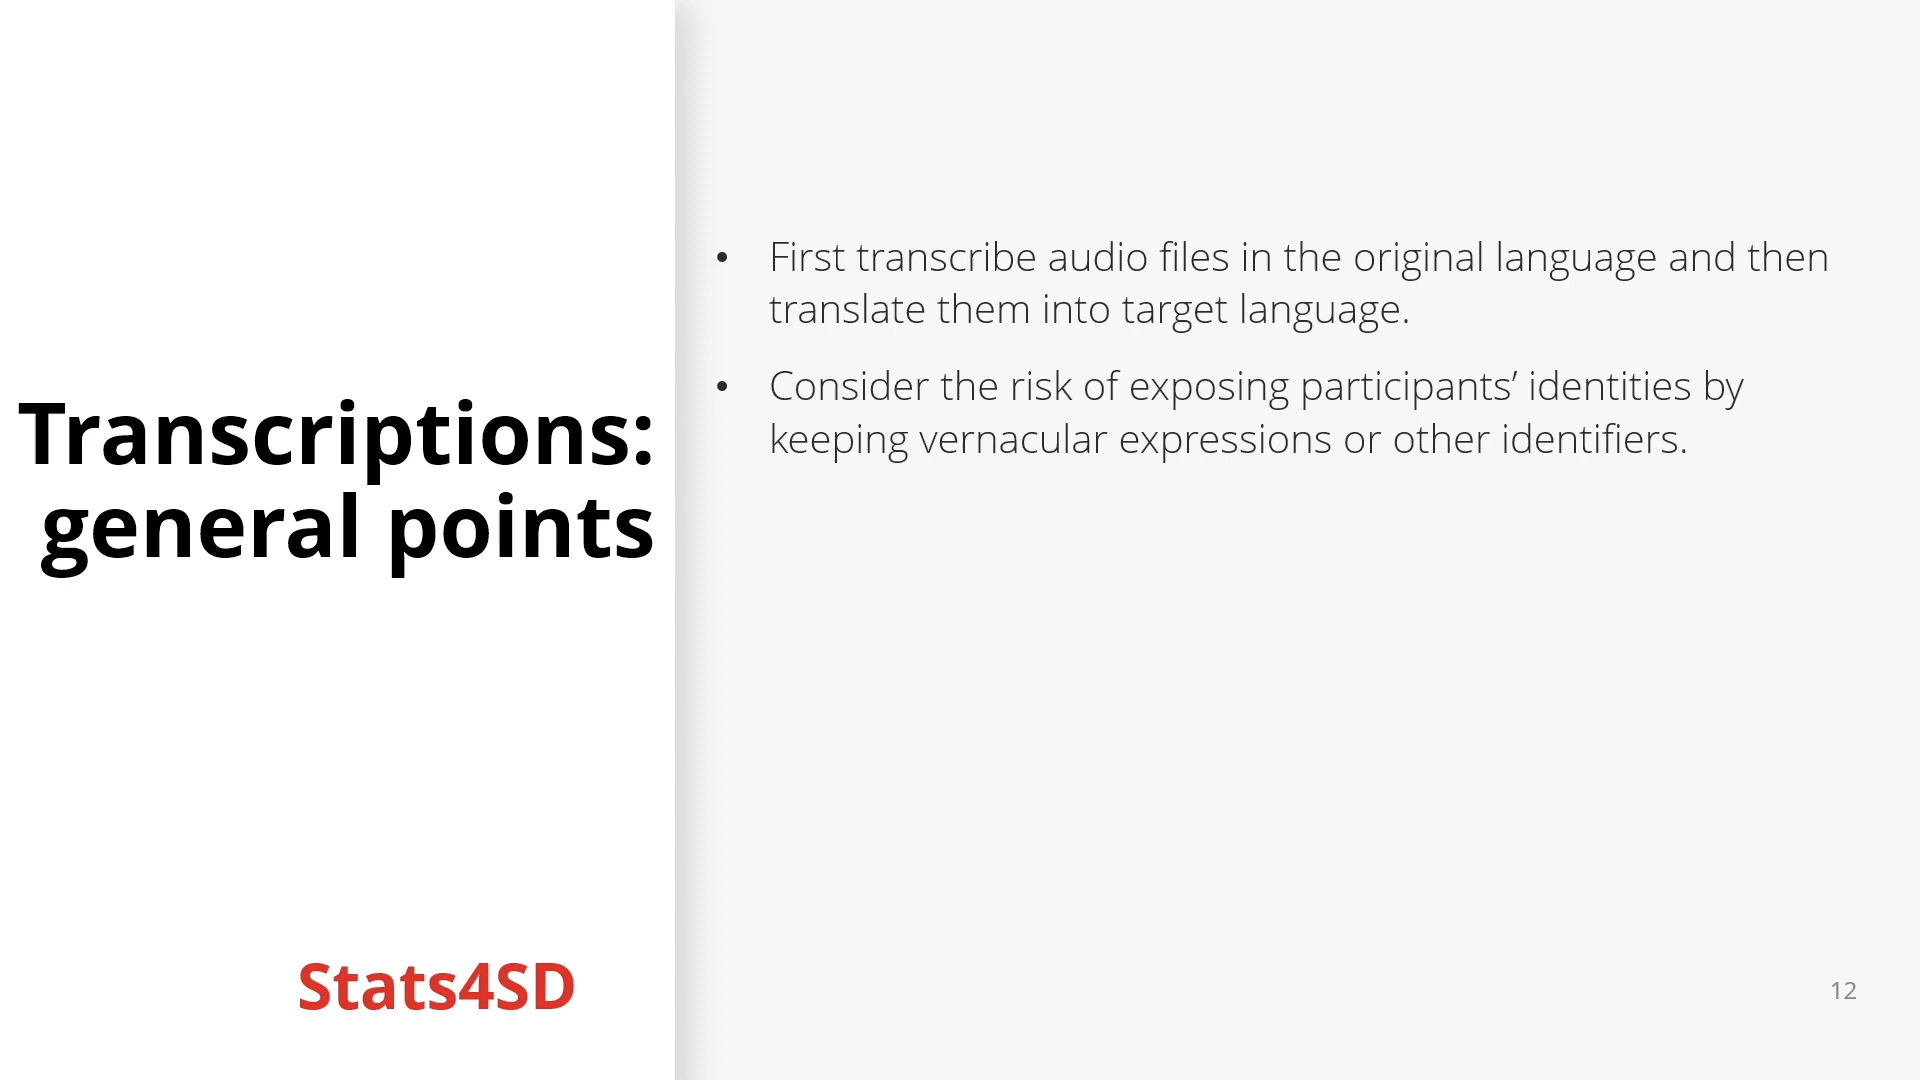 Transcriptions:
general points
• First transcribe audio files in the original language and then
translate them into target language.
• Consider the risk of exposing participants’ identities by
keeping vernacular expressions or other identifiers.
Stats4SD
12